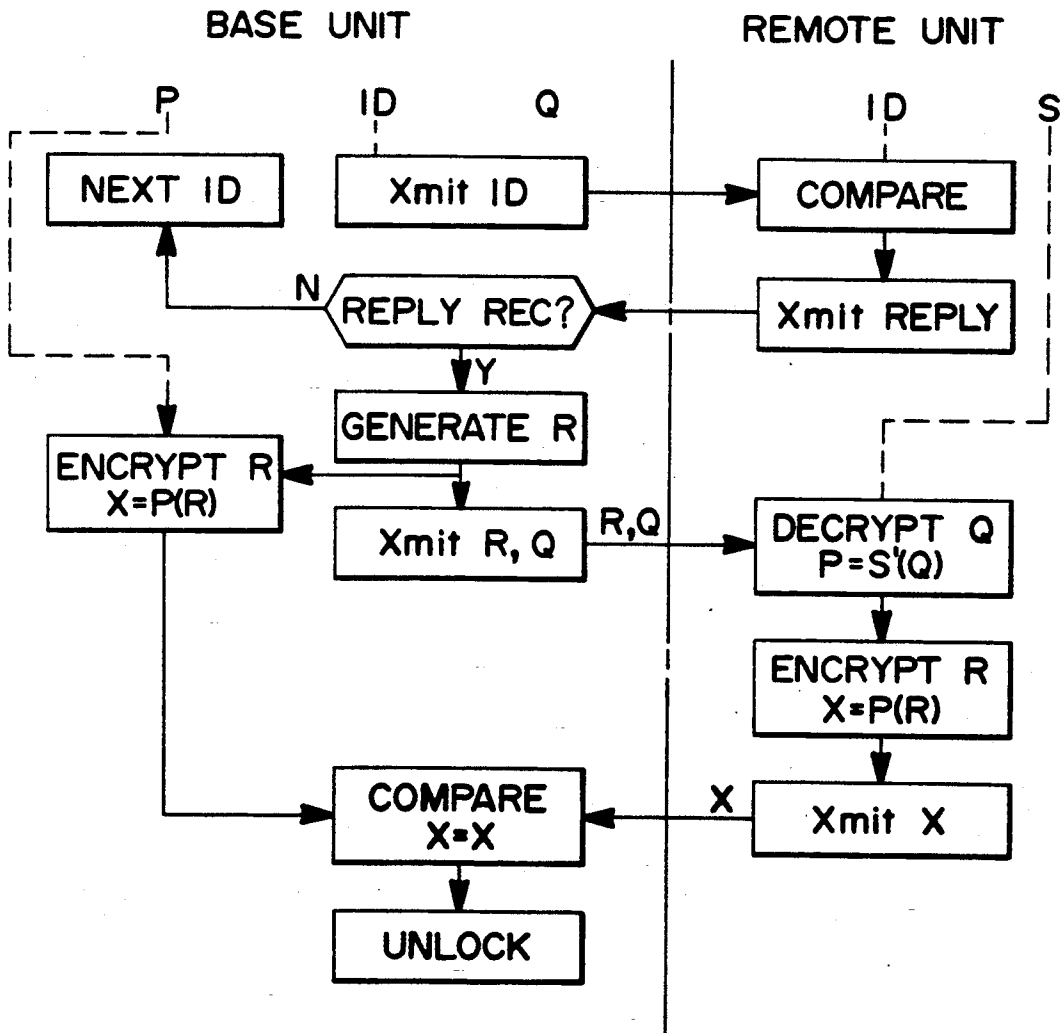 BASE UNIT
REMOTE UNIT
P
ID
Q
ID
S
NEXT ID
Xmit ID
COMPARE
N
REPLY REC?
Xmit REPLY
Y
GENERATE R
ENCRYPT R
X=P(R)
Xmit R, Q
R,Q
DECRYPT Q
P=S'(Q)
ENCRYPT R
X=P(R)
COMPARE
X=X
X
Xmit X
UNLOCK